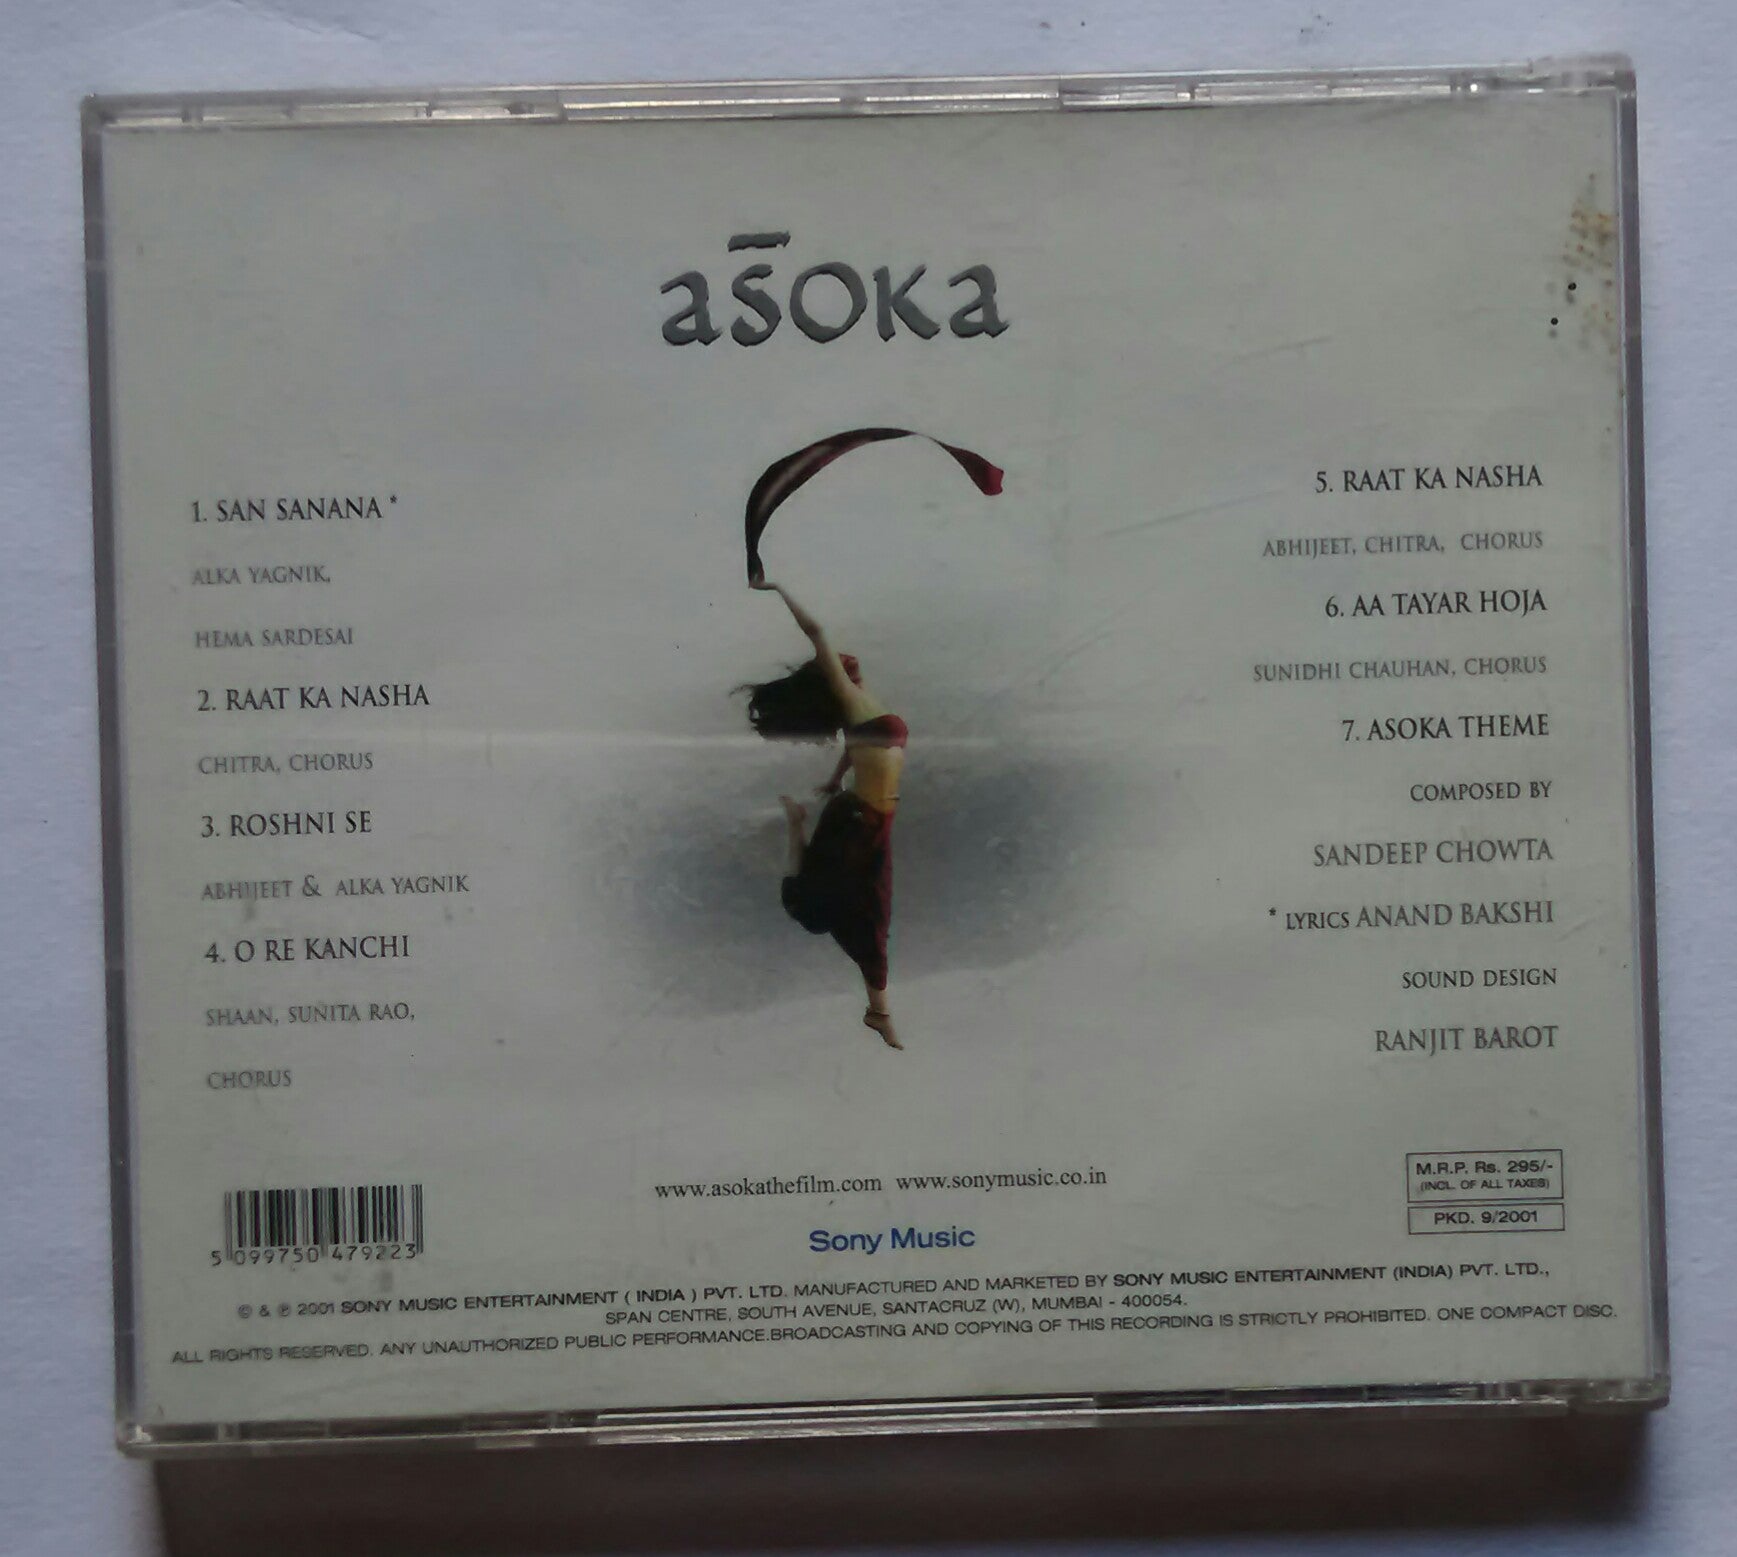 aśoka
1. SAN SANANA *
ALKA YAGNIK,
HEMA SARDESAI
2. RAAT KA NASHA
CHITRA, CHORUS
3. ROSHNI SE
ABHIJEET & ALKA YAGNIK
4. O RE KANCHI
SHAAN, SUNITA RAO,
CHORUS
5. RAAT KA NASHA
ABHIJEET, CHITRA, CHORUS
6. AA TAYAR HOJA
SUNIDHI CHAUHAN, CHORUS
7. ASOKA THEME
COMPOSED BY
SANDEEP CHOWTA
* LYRICS ANAND BAKSHI
SOUND DESIGN
RANJIT BAROT
www.asokathefilm.com www.sonymusic.co.in
Sony Music
M.R.P. Rs. 295/-
(INCL. OF ALL TAXES)
PKD. 9/2001
5 099750 479223
© & ℗ 2001 SONY MUSIC ENTERTAINMENT ( INDIA ) PVT. LTD. MANUFACTURED AND MARKETED BY SONY MUSIC ENTERTAINMENT (INDIA) PVT. LTD.,
SPAN CENTRE, SOUTH AVENUE, SANTACRUZ (W), MUMBAI - 400054.
ALL RIGHTS RESERVED. ANY UNAUTHORIZED PUBLIC PERFORMANCE.BROADCASTING AND COPYING OF THIS RECORDING IS STRICTLY PROHIBITED. ONE COMPACT DISC.